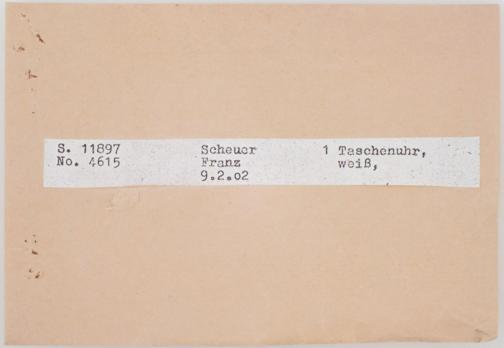 S. 11897 Scheuer 1 Taschenuhr,
No. 4615 Franz weiß,
9.2.02